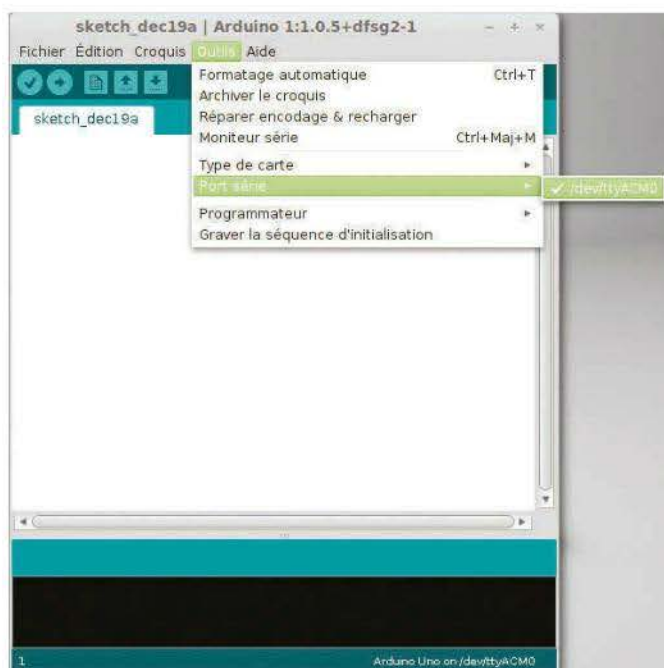 sketch_dec19a | Arduino 1:1.0.5+dfsg2-1
Fichier Édition Croquis Outils Aide
sketch_dec19a
Formatage automatique Ctrl+T
Archiver le croquis
Réparer encodage & recharger
Moniteur série Ctrl+Maj+M
Type de carte
Port série
/dev/ttyACM0
Programmateur
Graver la séquence d'initialisation
1 Arduino Uno on /dev/ttyACM0